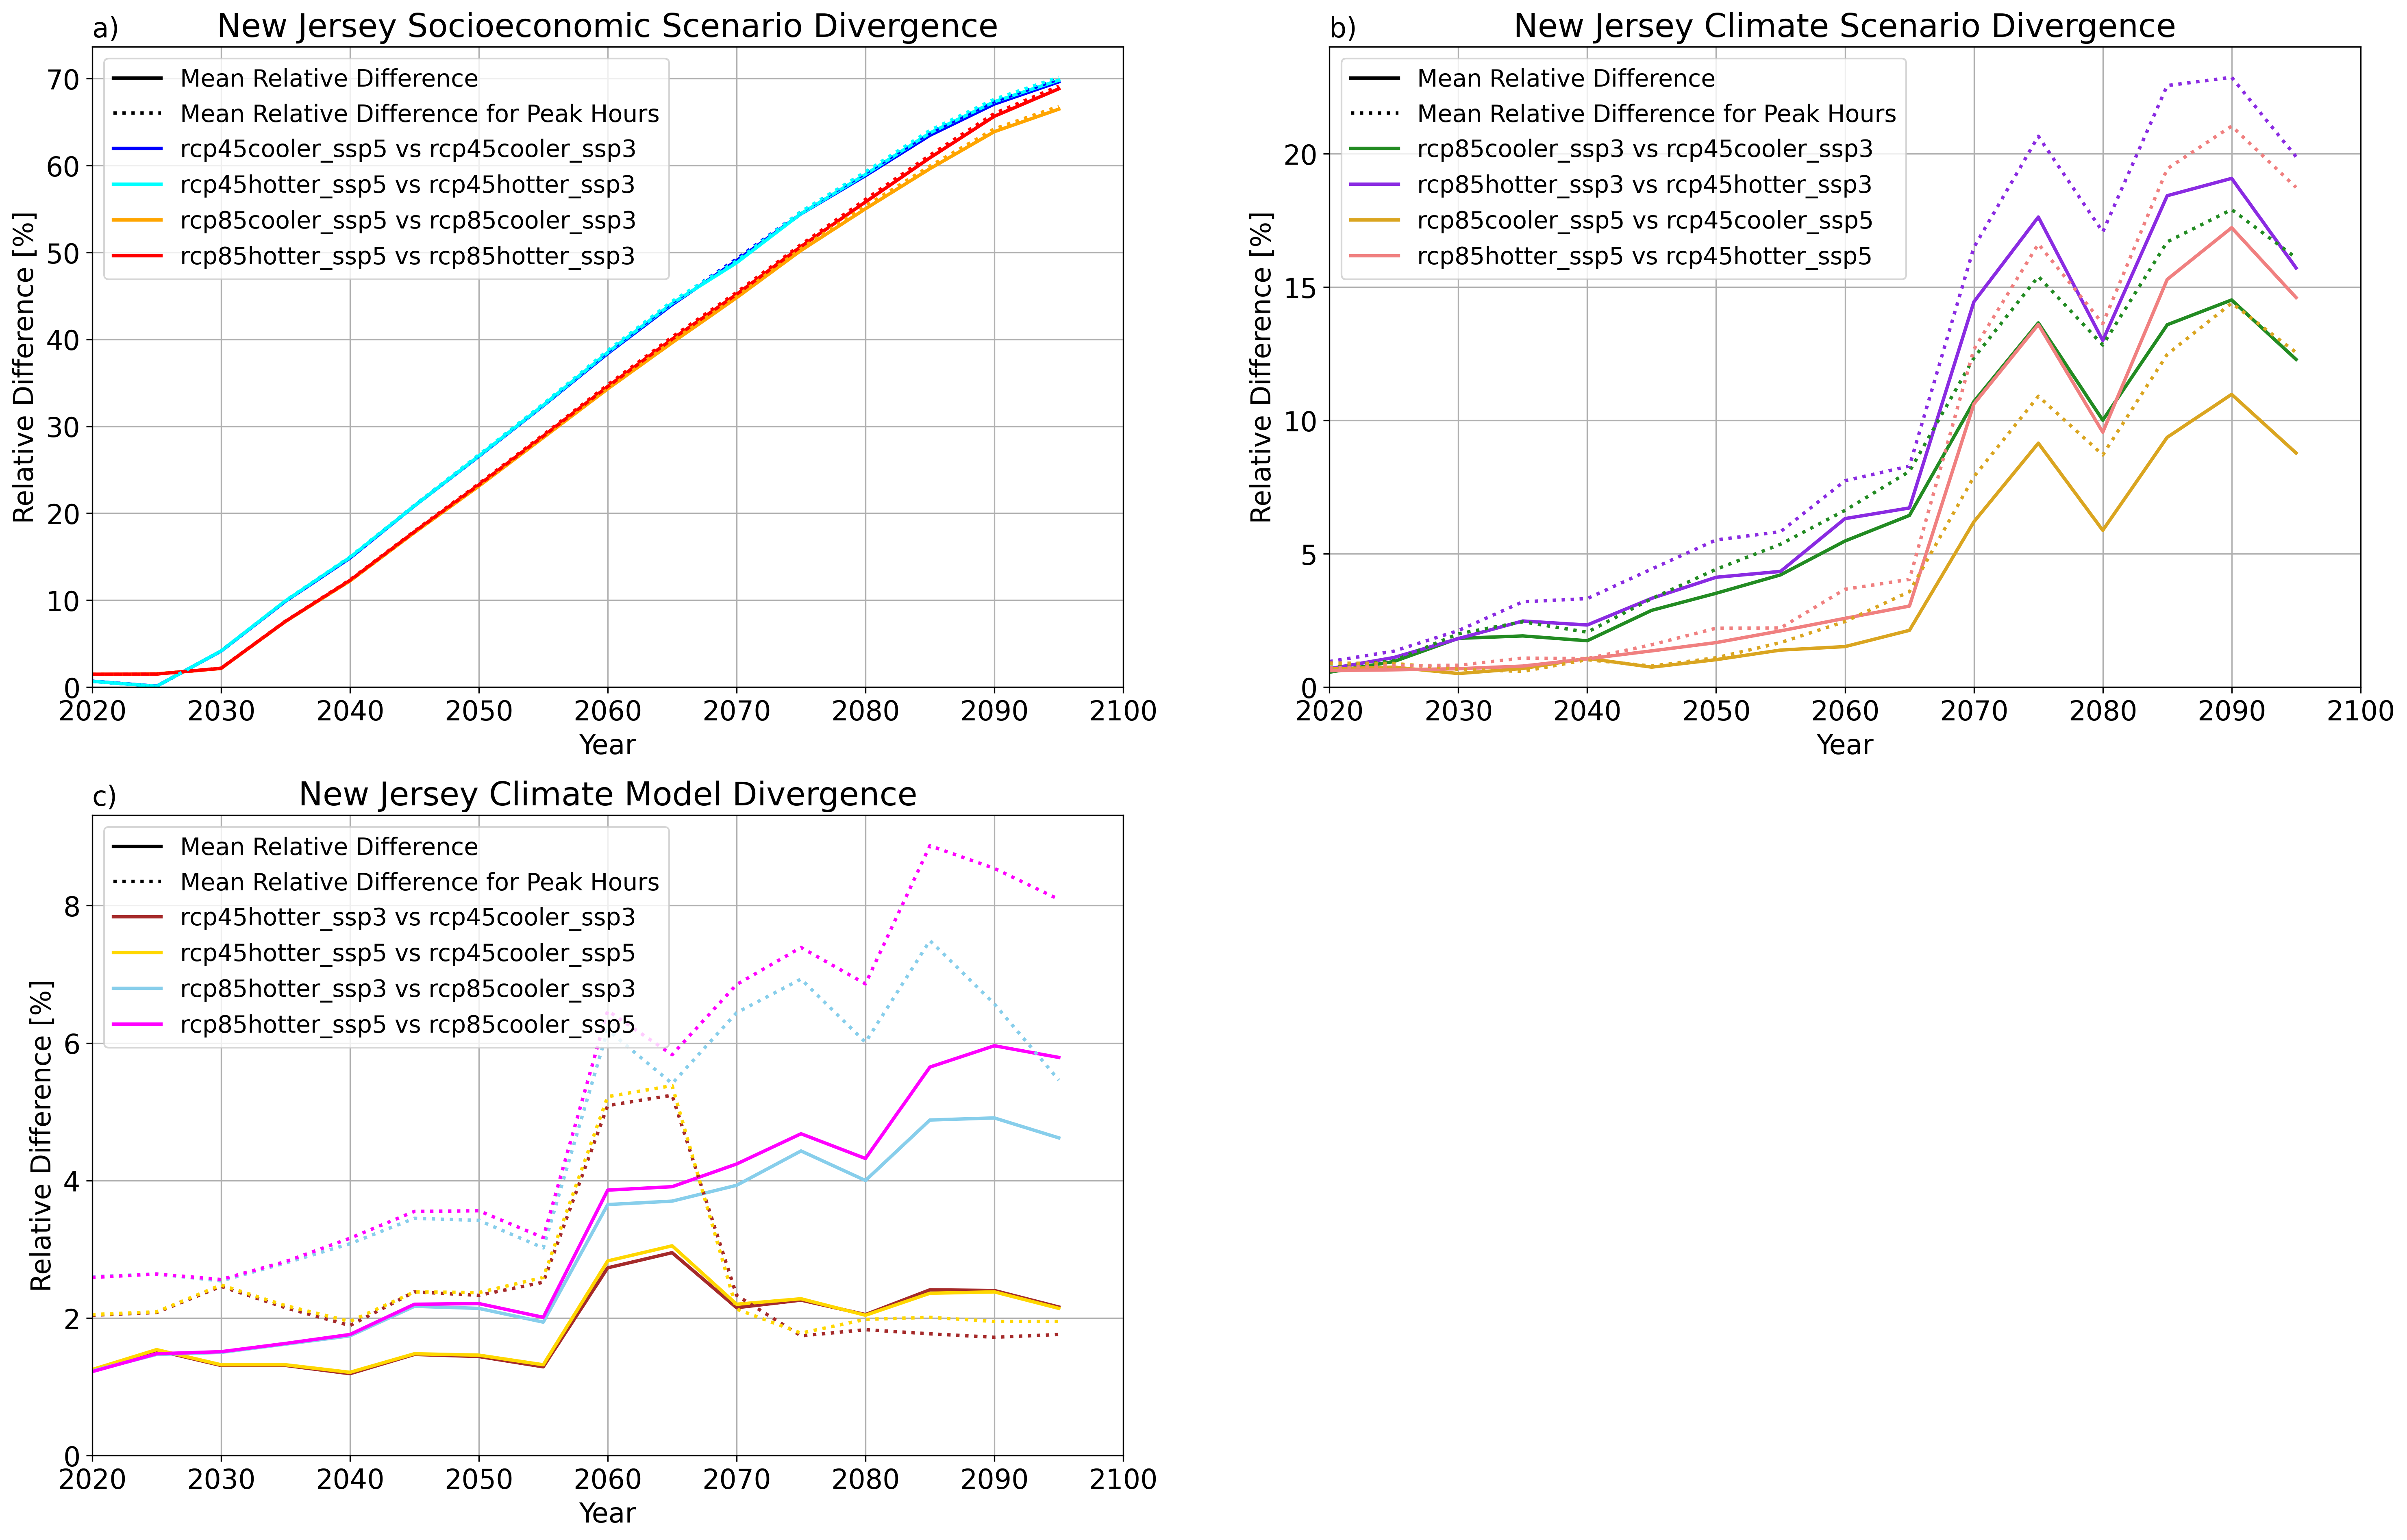 a)
New Jersey Socioeconomic Scenario Divergence
Mean Relative Difference
Mean Relative Difference for Peak Hours
rcp45cooler_ssp5 vs rcp45cooler_ssp3
rcp45hotter_ssp5 vs rcp45hotter_ssp3
rcp85cooler_ssp5 vs rcp85cooler_ssp3
rcp85hotter_ssp5 vs rcp85hotter_ssp3
Relative Difference [%]
70
60
50
40
30
20
10
0
2020 2030 2040 2050 2060 2070 2080 2090 2100
Year
b)
New Jersey Climate Scenario Divergence
Mean Relative Difference
Mean Relative Difference for Peak Hours
rcp85cooler_ssp3 vs rcp45cooler_ssp3
rcp85hotter_ssp3 vs rcp45hotter_ssp3
rcp85cooler_ssp5 vs rcp45cooler_ssp5
rcp85hotter_ssp5 vs rcp45hotter_ssp5
Relative Difference [%]
20
15
10
5
0
2020 2030 2040 2050 2060 2070 2080 2090 2100
Year
c)
New Jersey Climate Model Divergence
Mean Relative Difference
Mean Relative Difference for Peak Hours
rcp45hotter_ssp3 vs rcp45cooler_ssp3
rcp45hotter_ssp5 vs rcp45cooler_ssp5
rcp85hotter_ssp3 vs rcp85cooler_ssp3
rcp85hotter_ssp5 vs rcp85cooler_ssp5
Relative Difference [%]
8
6
4
2
0
2020 2030 2040 2050 2060 2070 2080 2090 2100
Year